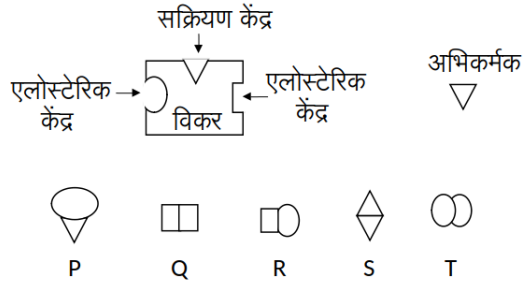 सक्रियण केंद्र
एलोस्टेरिक
केंद्र
विकर
एलोस्टेरिक
केंद्र
अभिकर्मक
P Q R S T